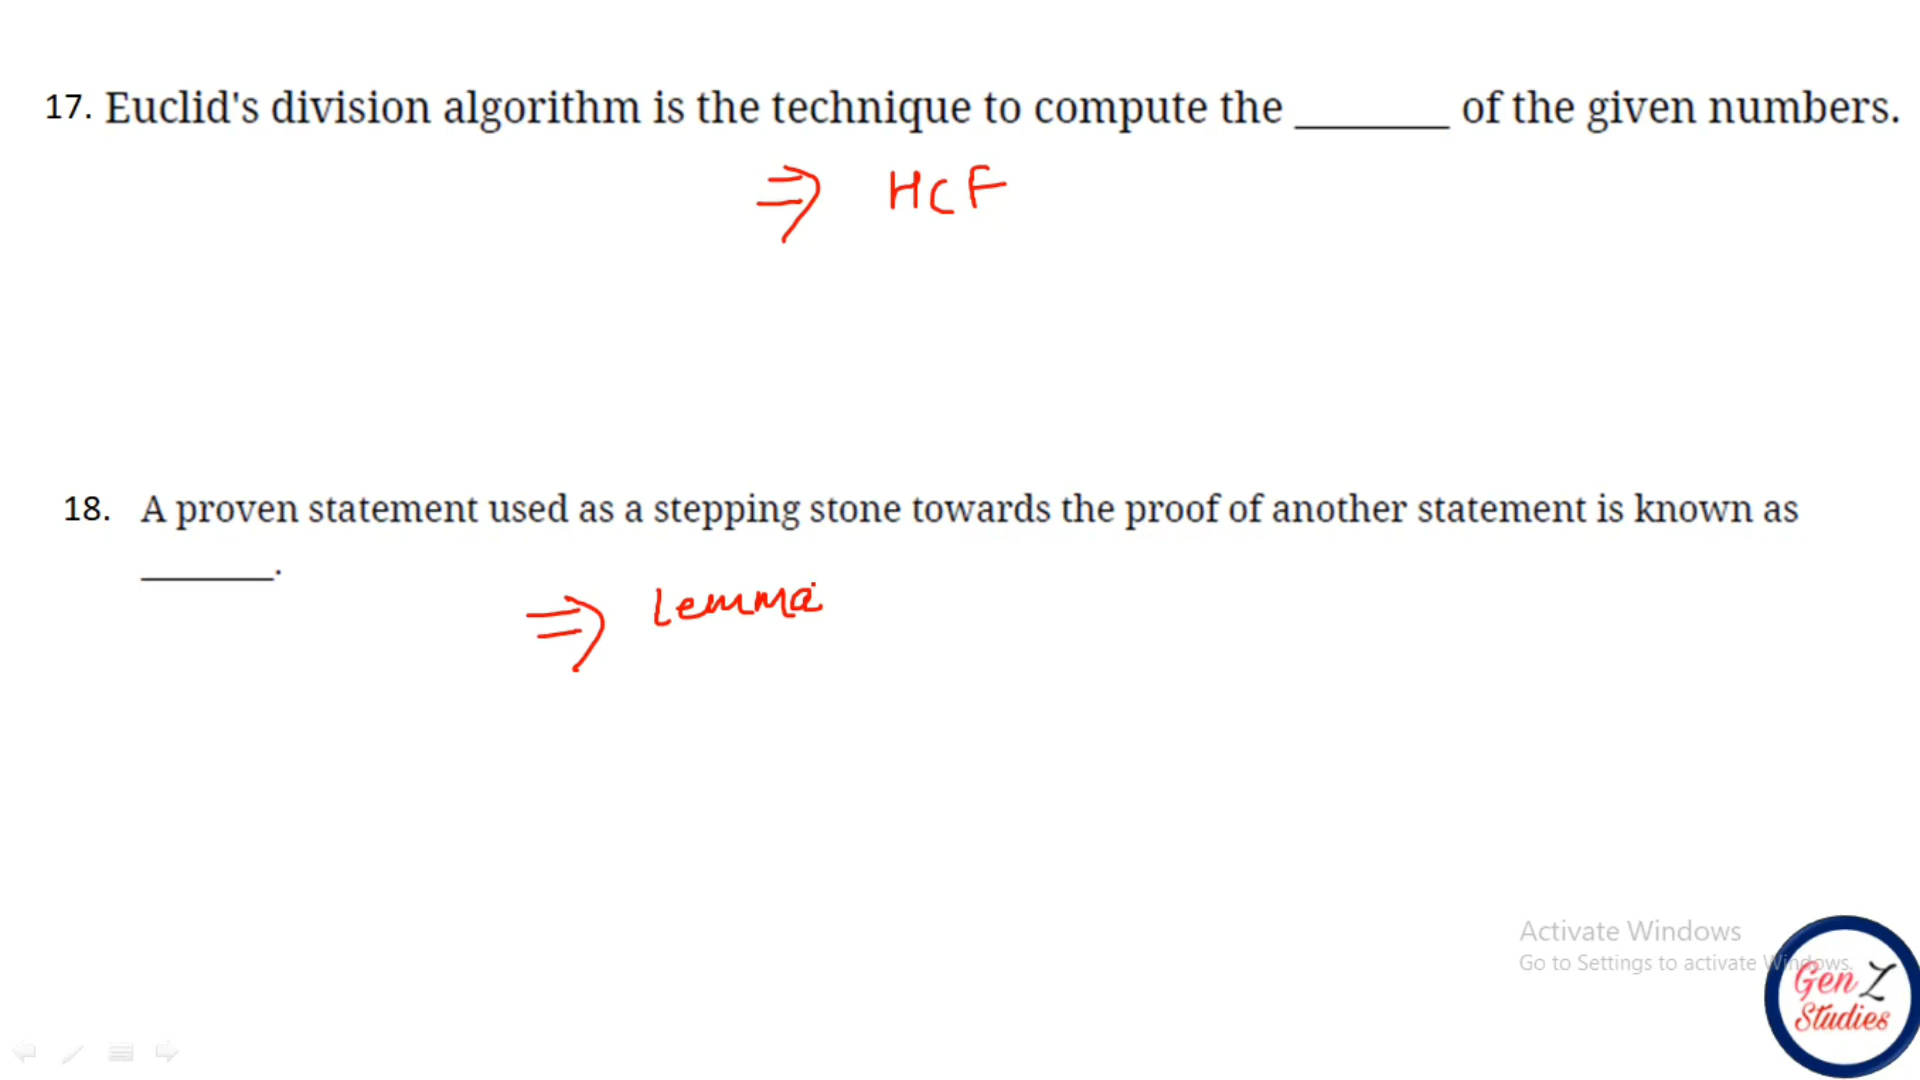 17. Euclid's division algorithm is the technique to compute the ________ of the given numbers.
⇒ HCF
18. A proven statement used as a stepping stone towards the proof of another statement is known as
_______.
⇒ Lemma
Activate Windows
Go to Settings to activate Windows.
Gen Z
Studies